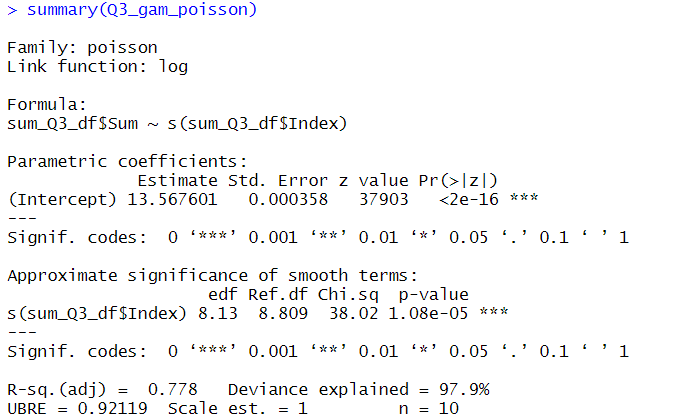 > summary(Q3_gam_poisson)
Family: poisson
Link function: log
Formula:
sum_Q3_df$Sum ~ s(sum_Q3_df$Index)
Parametric coefficients:
Estimate Std. Error z value Pr(>|z|)
(Intercept) 13.567601 0.000358 37903 <2e-16 ***
---
Signif. codes: 0 ‘***’ 0.001 ‘**’ 0.01 ‘*’ 0.05 ‘.’ 0.1 ‘ ’ 1
Approximate significance of smooth terms:
edf Ref.df Chi.sq p-value
s(sum_Q3_df$Index) 8.13 8.809 38.02 1.08e-05 ***
---
Signif. codes: 0 ‘***’ 0.001 ‘**’ 0.01 ‘*’ 0.05 ‘.’ 0.1 ‘ ’ 1
R-sq.(adj) = 0.778 Deviance explained = 97.9%
UBRE = 0.92119 Scale est. = 1 n = 10